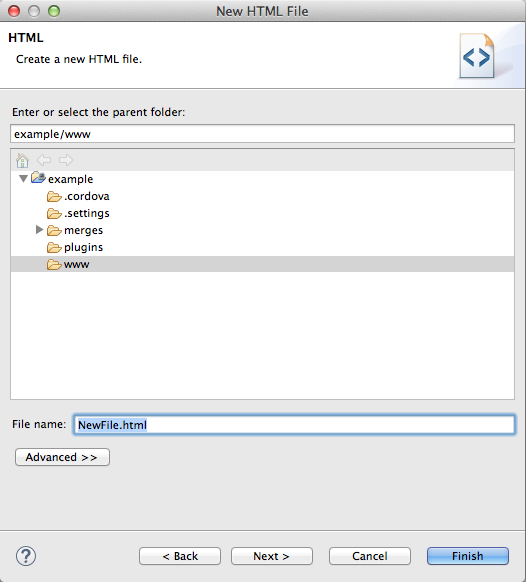 New HTML File
HTML
Create a new HTML file.
Enter or select the parent folder:
example/www
example
.cordova
.settings
merges
plugins
www
File name: NewFile.html
Advanced >>
? < Back Next > Cancel Finish